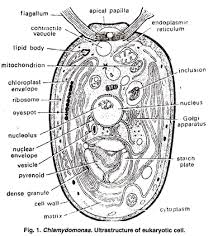 flagellum
apical papilla
contractile
vacuole
endoplasmic
reticulum
lipid body
mitochondrion
chloroplast
envelope
ribosome
eyespot
nucleolus
nuclear
envelope
vesicle
pyrenoid
dense granule
cell wall
matrix
inclusion
nucleus
Golgi
apparatus
starch
plate
cytoplasm
Fig. 1. Chlamydomonas. Ultrastructure of eukaryotic cell.